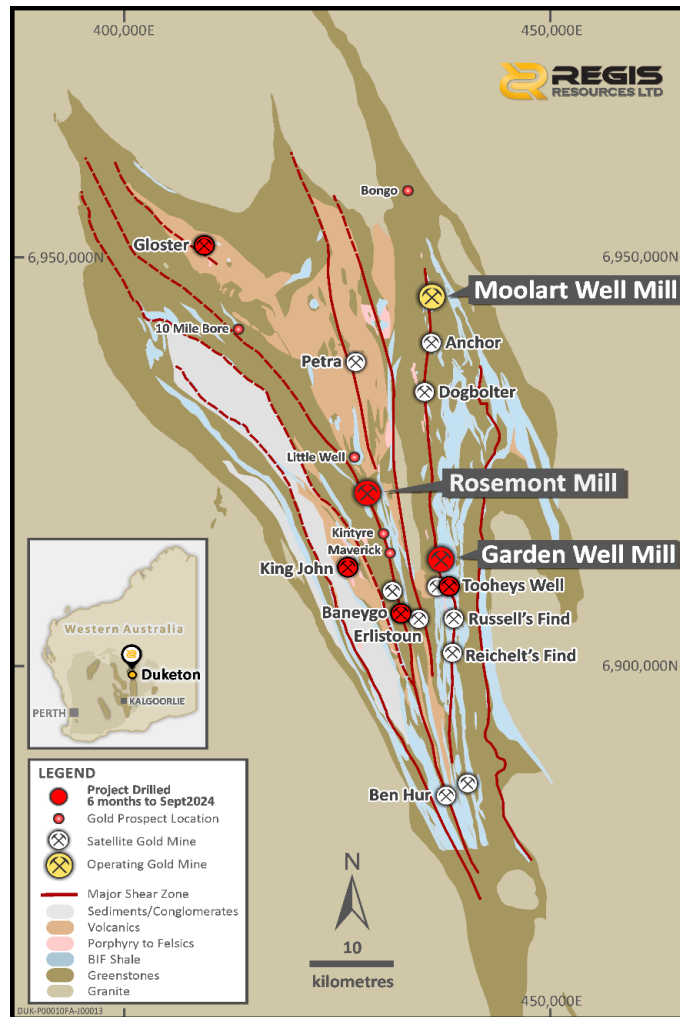 400,000E
450,000E
REGIS
RESOURCES LTD
Bongo
Gloster
6,950,000N
6,950,000N
Moolart Well Mill
10 Mile Bore
Anchor
Petra
Dogbolter
Little Well
Rosemont Mill
Kintyre
Maverick
Garden Well Mill
King John
Tooheys Well
Baneygo
Russell's Find
Erlistoun
Reichelt's Find
6,900,000N
Western Australia
Duketon
KALGOORLIE
PERTH
Ben Hur
LEGEND
Project Drilled
6 months to Sept2024
Gold Prospect Location
Satellite Gold Mine
Operating Gold Mine
Major Shear Zone
Sediments/Conglomerates
Volcanics
Porphyry to Felsics
BIF Shale
Greenstones
Granite
N
10
kilometres
DUK-P00010FA-J00013
450,000E